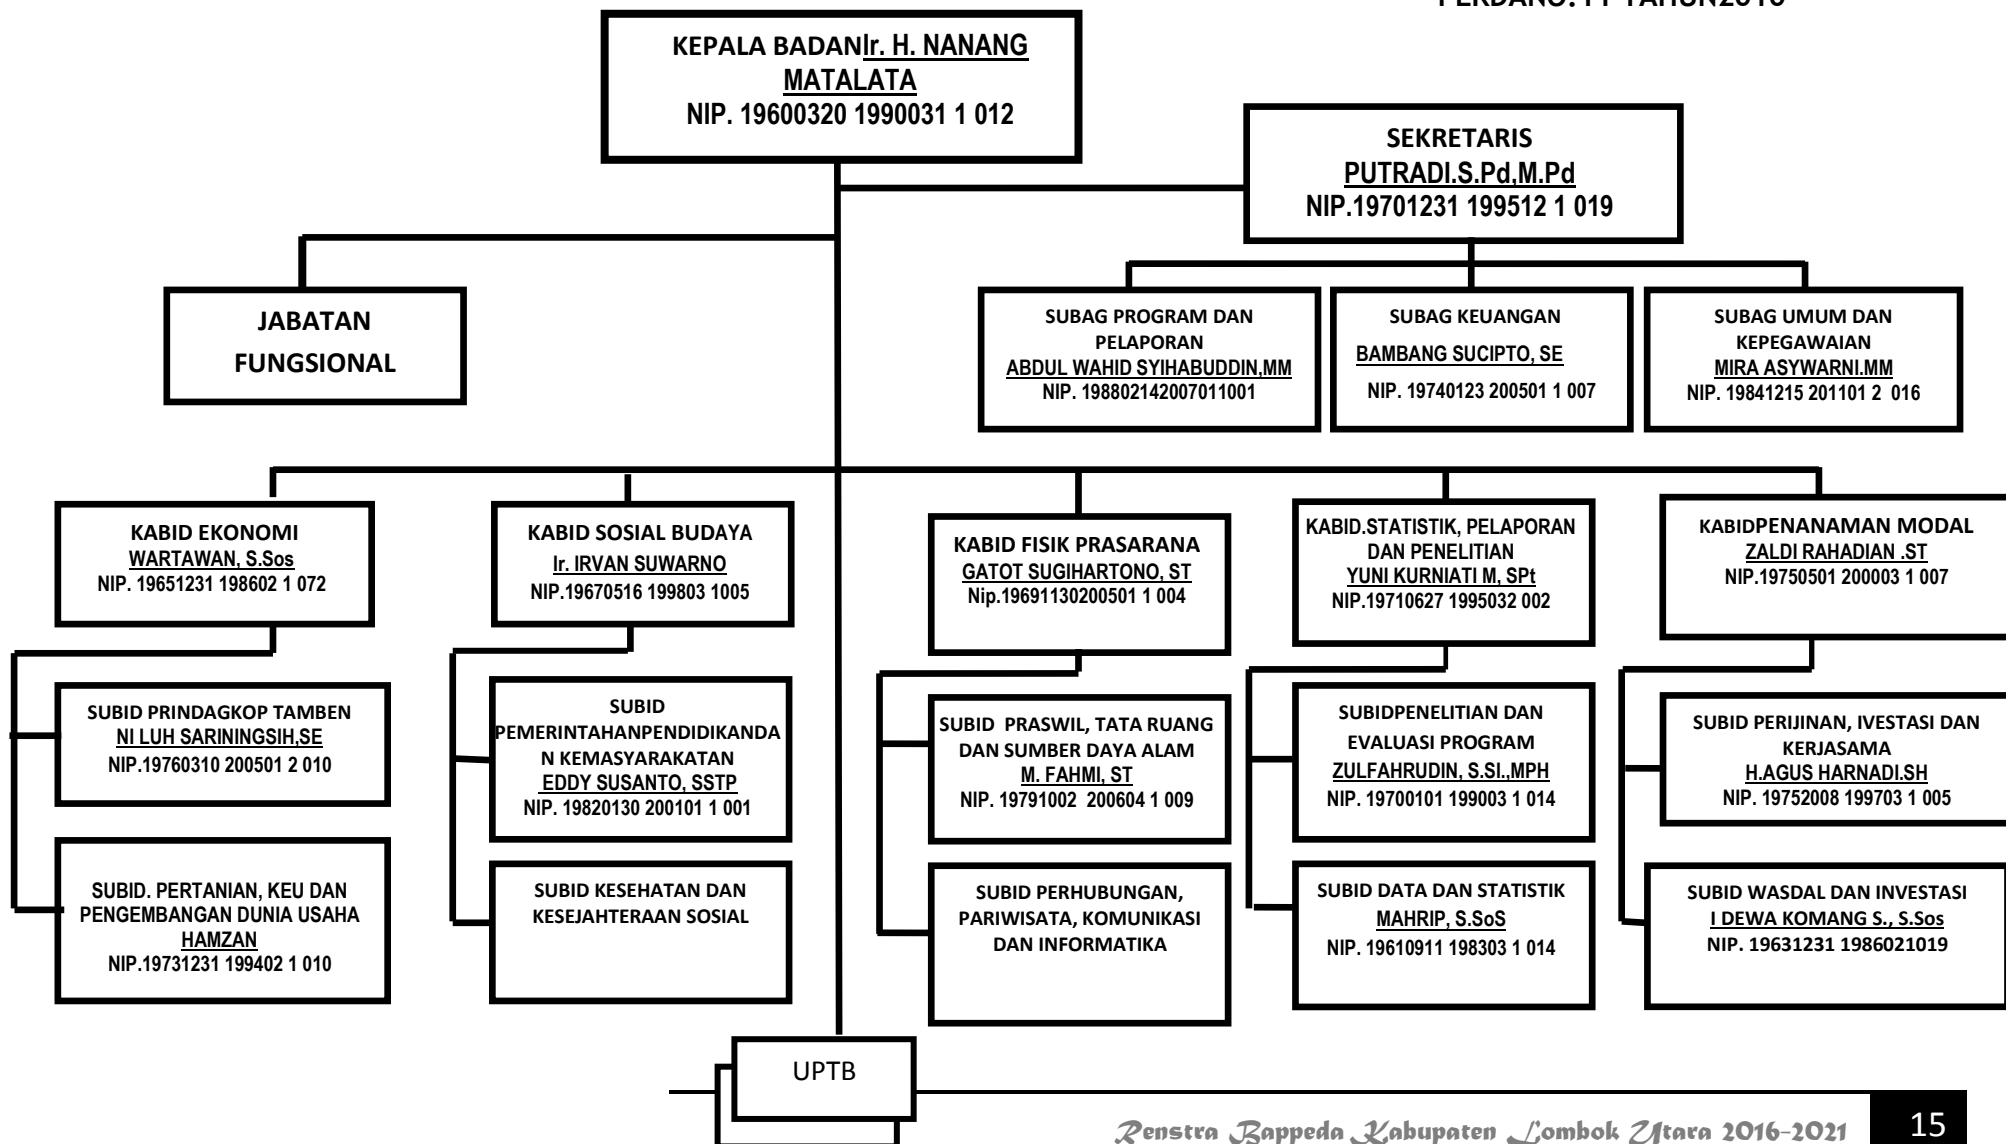 KEPALA BADANIr. H. NANANG
MATALATA
NIP. 19600320 1990031 1 012
SEKRETARIS
PUTRADI.S.Pd,M.Pd
NIP.19701231 199512 1 019
JABATAN
FUNGSIONAL
SUBAG PROGRAM DAN
PELAPORAN
ABDUL WAHID SYIHABUDDIN,MM
NIP. 198802142007011001
SUBAG KEUANGAN
BAMBANG SUCIPTO, SE
NIP. 19740123 200501 1 007
SUBAG UMUM DAN
KEPEGAWAIAN
MIRA ASYWARNI.MM
NIP. 19841215 201101 2 016
KABID EKONOMI
WARTAWAN, S.Sos
NIP. 19651231 198602 1 072
KABID SOSIAL BUDAYA
Ir. IRVAN SUWARNO
NIP.19670516 199803 1005
KABID FISIK PRASARANA
GATOT SUGIHARTONO, ST
Nip.19691130200501 1 004
KABID.STATISTIK, PELAPORAN
DAN PENELITIAN
YUNI KURNIATI M, SPt
NIP.19710627 1995032 002
KABIDPENANAMAN MODAL
ZALDI RAHADIAN .ST
NIP.19750501 200003 1 007
SUBID PRINDAGKOP TAMBEN
NI LUH SARININGSIH,SE
NIP.19760310 200501 2 010
SUBID
PEMERINTAHANPENDIDIKANDA
N KEMASYARAKATAN
EDDY SUSANTO, SSTP
NIP. 19820130 200101 1 001
SUBID PRASWIL, TATA RUANG
DAN SUMBER DAYA ALAM
M. FAHMI, ST
NIP. 19791002 200604 1 009
SUBIDPENELITIAN DAN
EVALUASI PROGRAM
ZULFAHRUDIN, S.SI.,MPH
NIP. 19700101 199003 1 014
SUBID PERIJINAN, IVESTASI DAN
KERJASAMA
H.AGUS HARNADI.SH
NIP. 19752008 199703 1 005
SUBID. PERTANIAN, KEU DAN
PENGEMBANGAN DUNIA USAHA
HAMZAN
NIP.19731231 199402 1 010
SUBID KESEHATAN DAN
KESEJAHTERAAN SOSIAL
SUBID PERHUBUNGAN,
PARIWISATA, KOMUNIKASI
DAN INFORMATIKA
SUBID DATA DAN STATISTIK
MAHRIP, S.SoS
NIP. 19610911 198303 1 014
SUBID WASDAL DAN INVESTASI
I DEWA KOMANG S., S.Sos
NIP. 19631231 1986021019
UPTB
Renstra Bappeda Kabupaten Lombok Utara 2016-2021
15